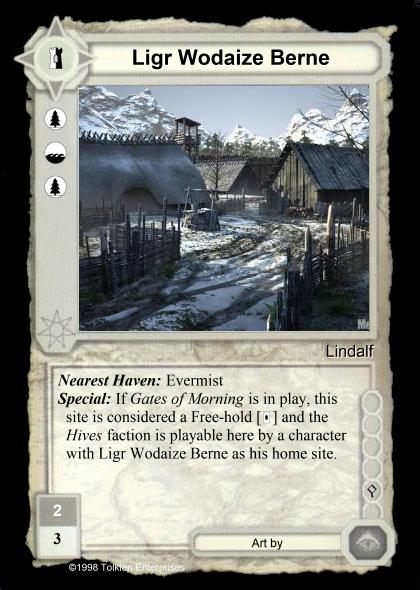 Ligr Wodaize Berne
Me
Lindalf
Nearest Haven: Evermist
Special: If Gates of Morning is in play, this
site is considered a Free-hold [] and the
Hives faction is playable here by a character
with Ligr Wodaize Berne as his home site.
2
3
Art by
©1998 Tolkien Enterprises